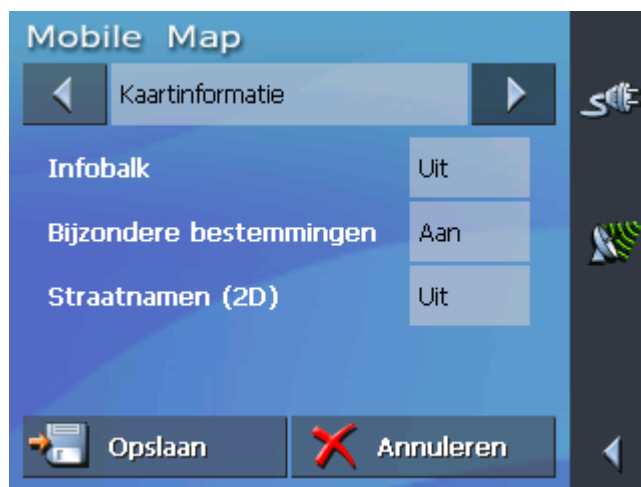 Mobile Map
Kaartinformatie
Infobalk Uit
Bijzondere bestemmingen Aan
Straatnamen (2D) Uit
Opslaan Annuleren